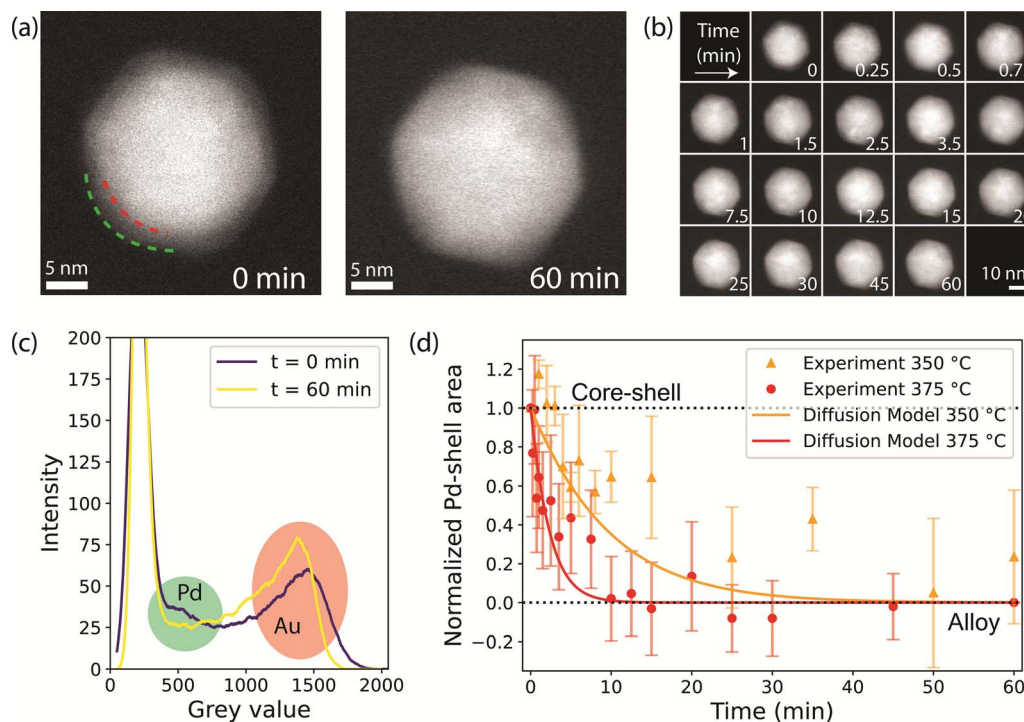 (a)
5 nm
0 min
5 nm
60 min
(b)
Time
(min)
0
0.25
0.5
0.7
1
1.5
2.5
3.5
7.5
10
12.5
15
2
25
30
45
60
10 nm
(c)
200
175
150
125
100
75
50
25
0
Intensity
t = 0 min
t = 60 min
Pd
Au
0
500
1000
1500
2000
Grey value
(d)
Normalized Pd-shell area
1.0
0.8
0.6
0.4
0.2
0.0
−0.2
Core-shell
Experiment 350 °C
Experiment 375 °C
Diffusion Model 350 °C
Diffusion Model 375 °C
Alloy
0
10
20
30
40
50
60
Time (min)